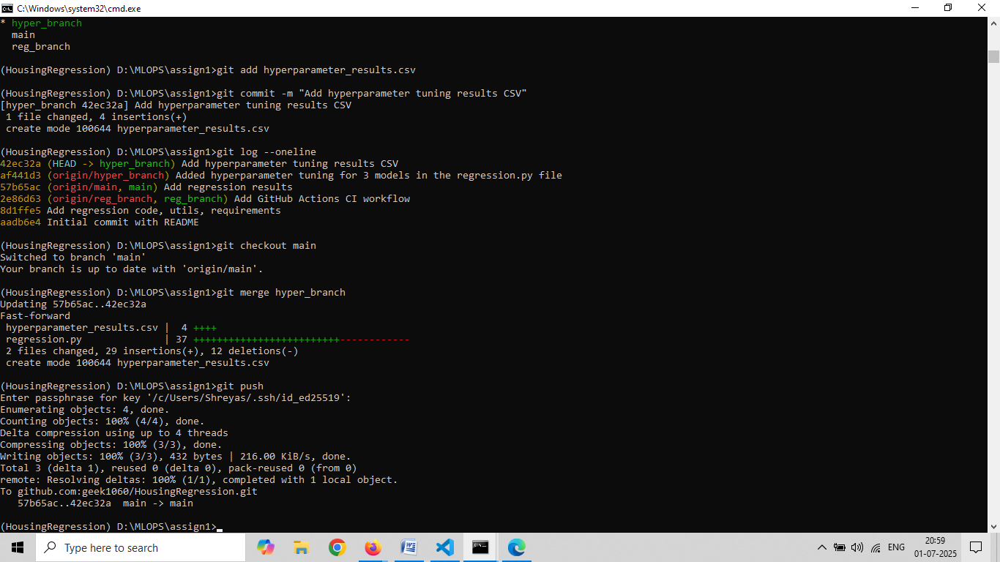 C:\Windows\system32\cmd.exe
* hyper_branch
  main
  reg_branch
(HousingRegression) D:\MLOPS\assign1>git add hyperparameter_results.csv
(HousingRegression) D:\MLOPS\assign1>git commit -m "Add hyperparameter tuning results CSV"
[hyper_branch 42ec32a] Add hyperparameter tuning results CSV
 1 file changed, 4 insertions(+)
 create mode 100644 hyperparameter_results.csv
(HousingRegression) D:\MLOPS\assign1>git log --oneline
42ec32a (HEAD -> hyper_branch) Add hyperparameter tuning results CSV
af441d3 (origin/hyper_branch) Added hyperparameter tuning for 3 models in the regression.py file
57b65ac (origin/main, main) Add regression results
2e86d63 (origin/reg_branch, reg_branch) Add GitHub Actions CI workflow
8d1ffe5 Add regression code, utils, requirements
aadb6e4 Initial commit with README
(HousingRegression) D:\MLOPS\assign1>git checkout main
Switched to branch 'main'
Your branch is up to date with 'origin/main'.
(HousingRegression) D:\MLOPS\assign1>git merge hyper_branch
Updating 57b65ac..42ec32a
Fast-forward
 hyperparameter_results.csv |  4 ++++
 regression.py              | 37 +++++++++++++++++++++++++------------
 2 files changed, 29 insertions(+), 12 deletions(-)
 create mode 100644 hyperparameter_results.csv
(HousingRegression) D:\MLOPS\assign1>git push
Enter passphrase for key '/c/Users/Shreyas/.ssh/id_ed25519':
Enumerating objects: 4, done.
Counting objects: 100% (4/4), done.
Delta compression using up to 4 threads
Compressing objects: 100% (3/3), done.
Writing objects: 100% (3/3), 432 bytes | 216.00 KiB/s, done.
Total 3 (delta 1), reused 0 (delta 0), pack-reused 0 (from 0)
remote: Resolving deltas: 100% (1/1), completed with 1 local object.
To github.com:geek1060/HousingRegression.git
   57b65ac..42ec32a  main -> main
(HousingRegression) D:\MLOPS\assign1>
Type here to search
ENG
20:59
01-07-2025